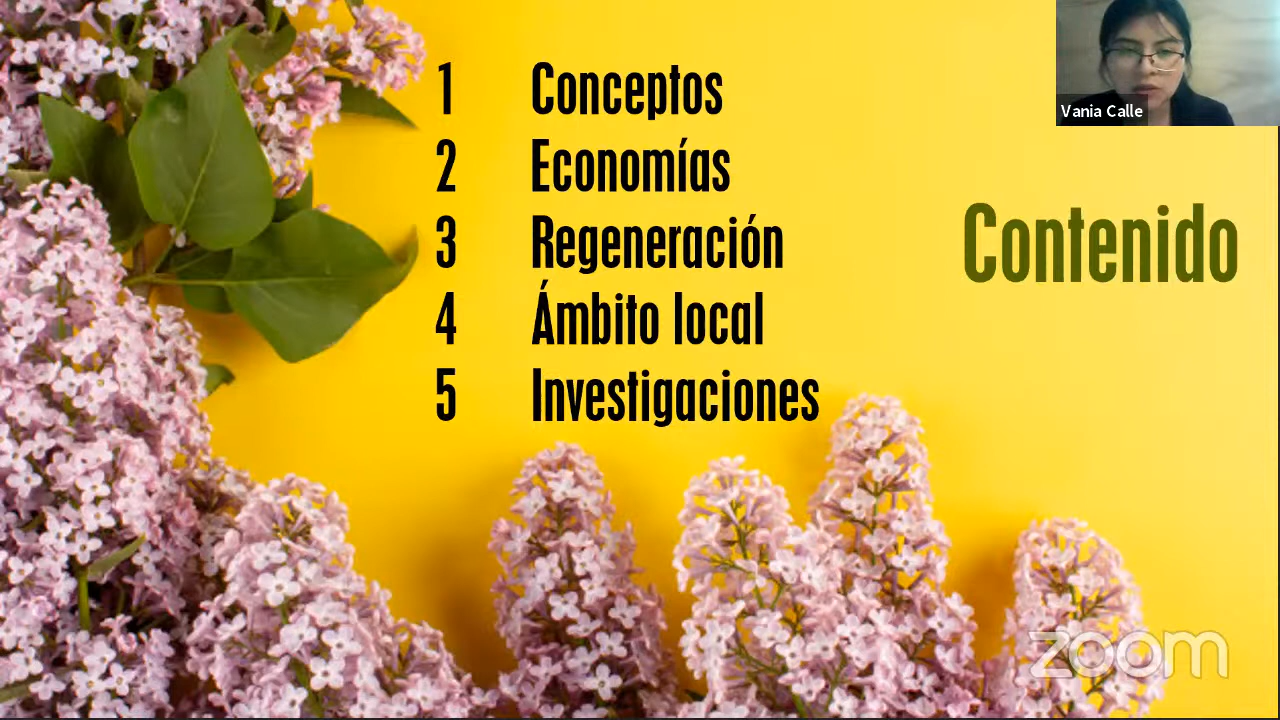 1 Conceptos
2 Economías
3 Regeneración
4 Ámbito local
5 Investigaciones
Contenido
Vania Calle
zoom